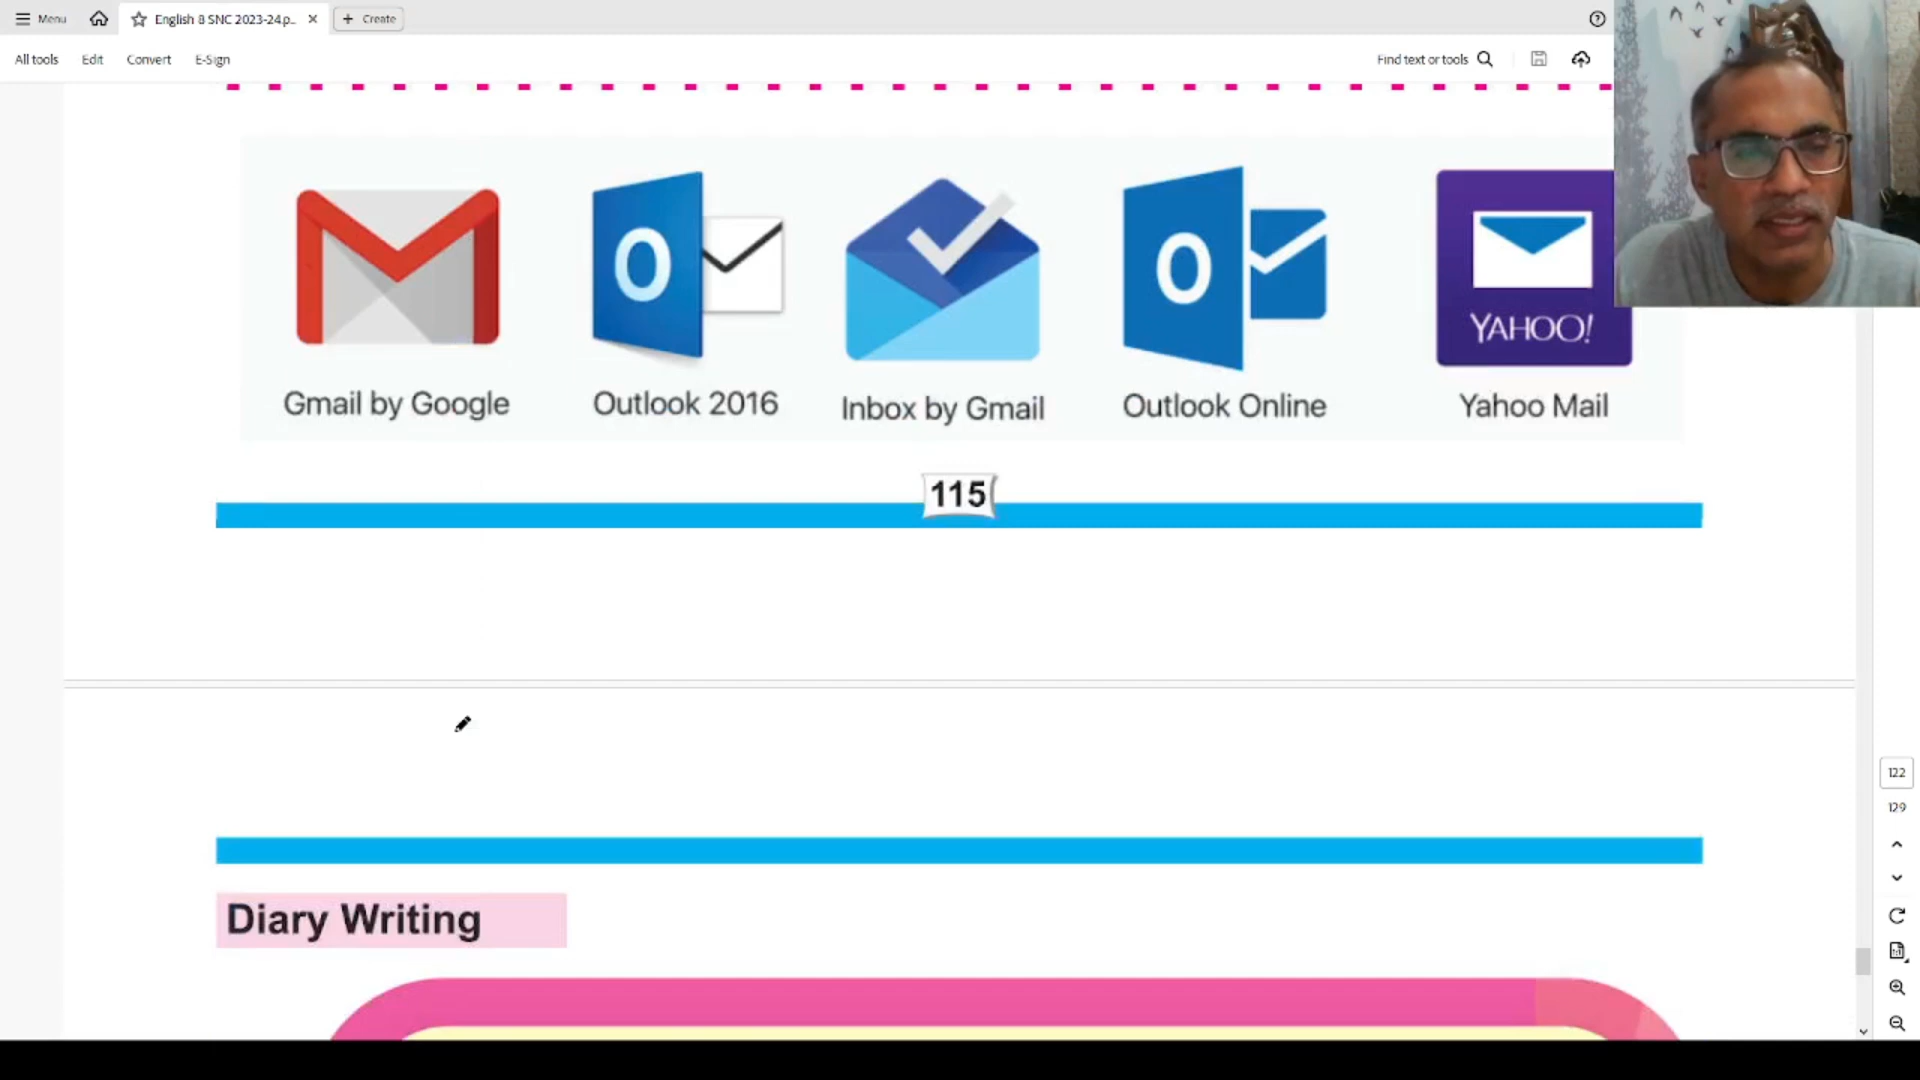 Menu
English 8 SNC 2023-24.p...
Create
All tools
Edit
Convert
E-Sign
Find text or tools
O
O
YAHOO!
Gmail by Google
Outlook 2016
Inbox by Gmail
Outlook Online
Yahoo Mail
115
122
129
Diary Writing